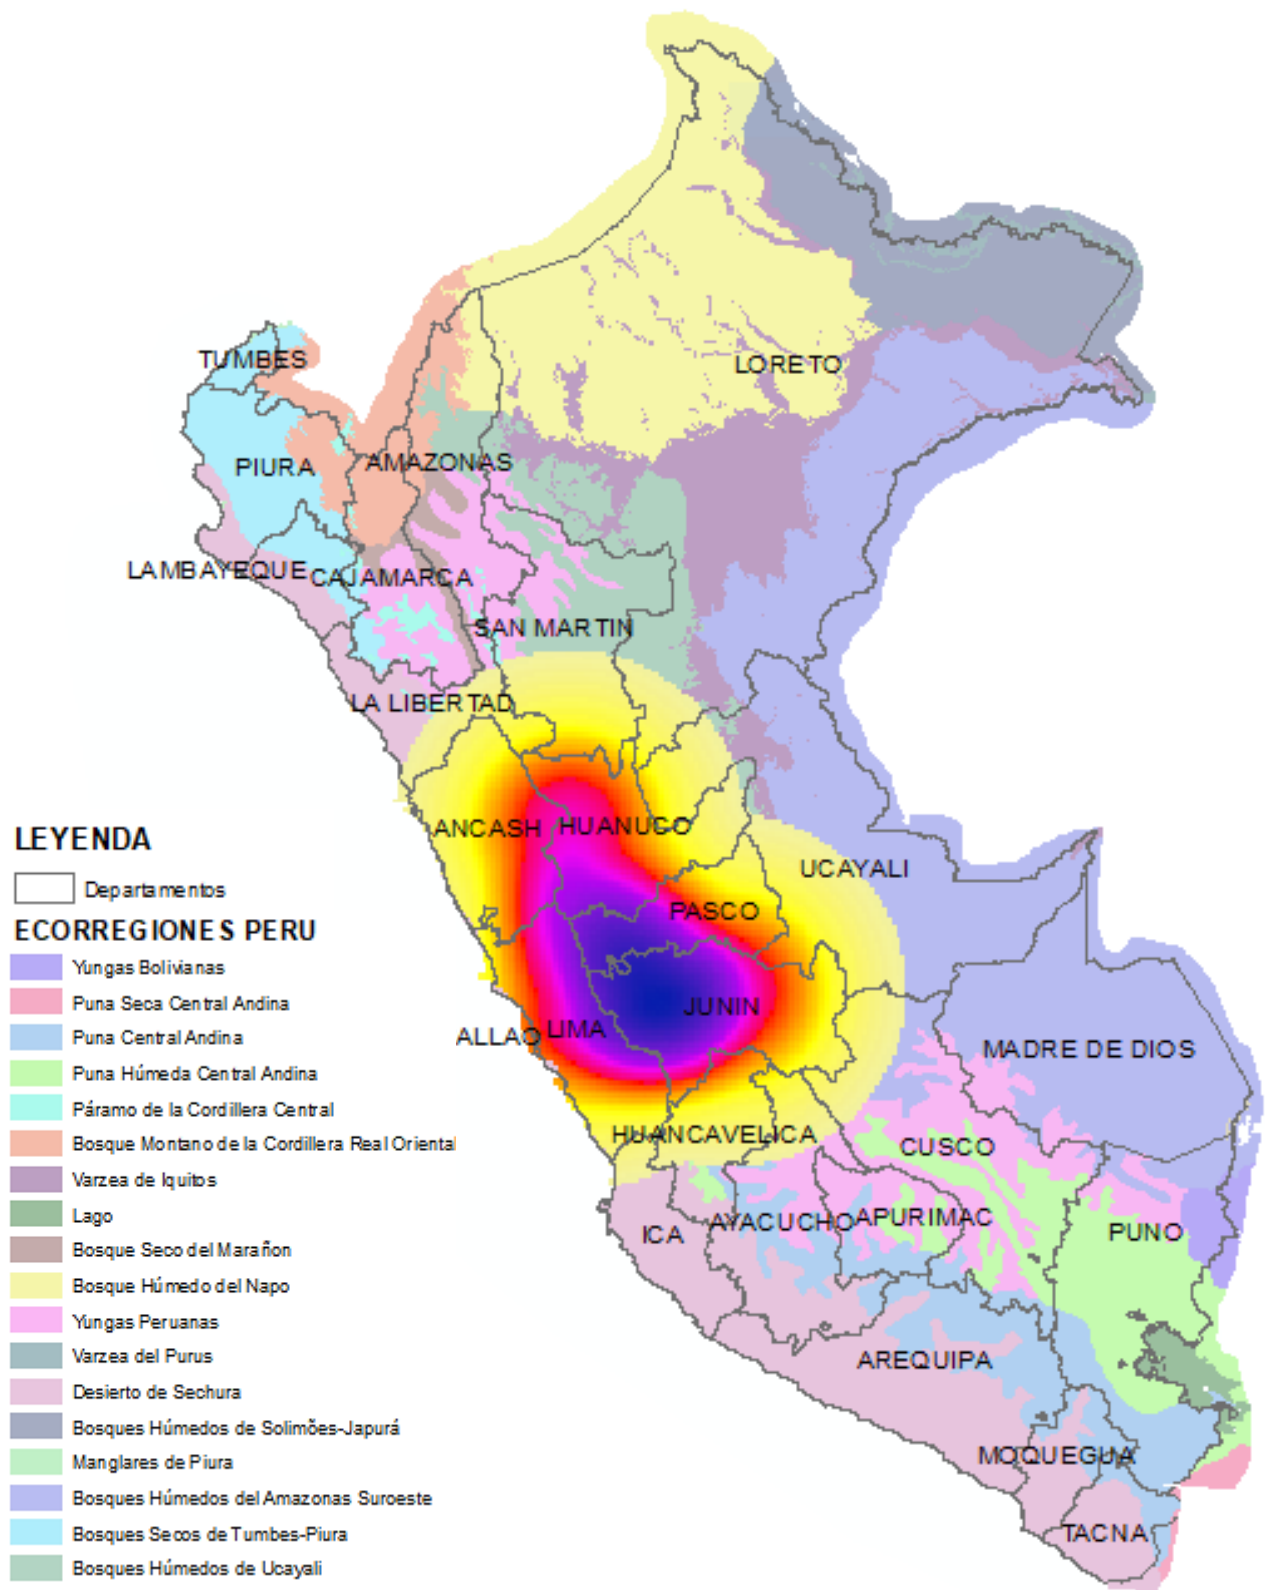 TUMBES
LORETO
PIURA
AMAZONAS
LAMBAYEQUE
CAJAMARCA
SAN MARTIN
LA LIBERTAD
ANCASH
HUANUCO
UCAYALI
PASCO
JUNIN
ALLAO
LIMA
MADRE DE DIOS
HUANCAVELICA
CUSCO
ICA
AYACUCHO
APURIMAC
PUNO
AREQUIPA
MOQUEGUA
TACNA
LEYENDA
Departamentos
ECORREGIONES PERU
Yungas Bolivianas
Puna Seca Central Andina
Puna Central Andina
Puna Húmeda Central Andina
Páramo de la Cordillera Central
Bosque Montano de la Cordillera Real Oriental
Varzea de Iquitos
Lago
Bosque Seco del Marañon
Bosque Húmedo del Napo
Yungas Peruanas
Varzea del Purus
Desierto de Sechura
Bosques Húmedos de Solimões-Japurá
Manglares de Piura
Bosques Húmedos del Amazonas Suroeste
Bosques Secos de Tumbes-Piura
Bosques Húmedos de Ucayali